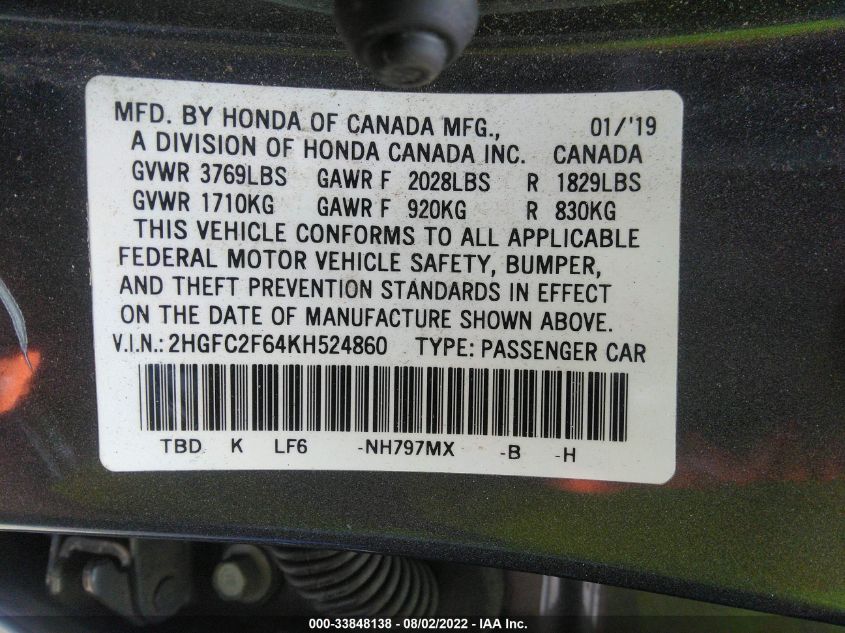 MFD. BY HONDA OF CANADA MFG., 01/'19
A DIVISION OF HONDA CANADA INC. CANADA
GVWR 3769LBS GAWR F 2028LBS R 1829LBS
GVWR 1710KG GAWR F 920KG R 830KG
THIS VEHICLE CONFORMS TO ALL APPLICABLE
FEDERAL MOTOR VEHICLE SAFETY, BUMPER,
AND THEFT PREVENTION STANDARDS IN EFFECT
ON THE DATE OF MANUFACTURE SHOWN ABOVE.
V.I.N.: 2HGFC2F64KH524860 TYPE: PASSENGER CAR
TBD K LF6 -NH797MX -B -H
000-33848138 - 08/02/2022 - IAA Inc.